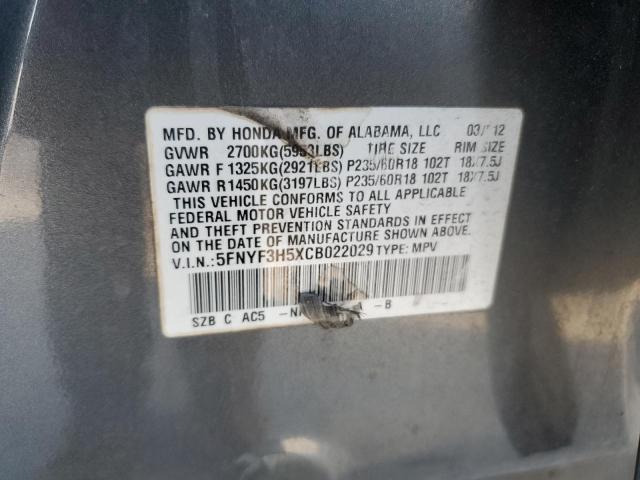 MFD. BY HONDA MFG. OF ALABAMA, LLC 03/12
GVWR 2700KG(5953LBS) TIRE SIZE RIM SIZE
GAWR F 1325KG(2921LBS) P235/60R18 102T 18X7.5J
GAWR R1450KG(3197LBS) P235/60R18 102T 18X7.5J
THIS VEHICLE CONFORMS TO ALL APPLICABLE
FEDERAL MOTOR VEHICLE SAFETY
AND THEFT PREVENTION STANDARDS IN EFFECT
ON THE DATE OF MANUFACTURE SHOWN ABOVE.
V.I.N.:5FNYF3H5XCB022029 TYPE: MPV
SZB C AC5 -B